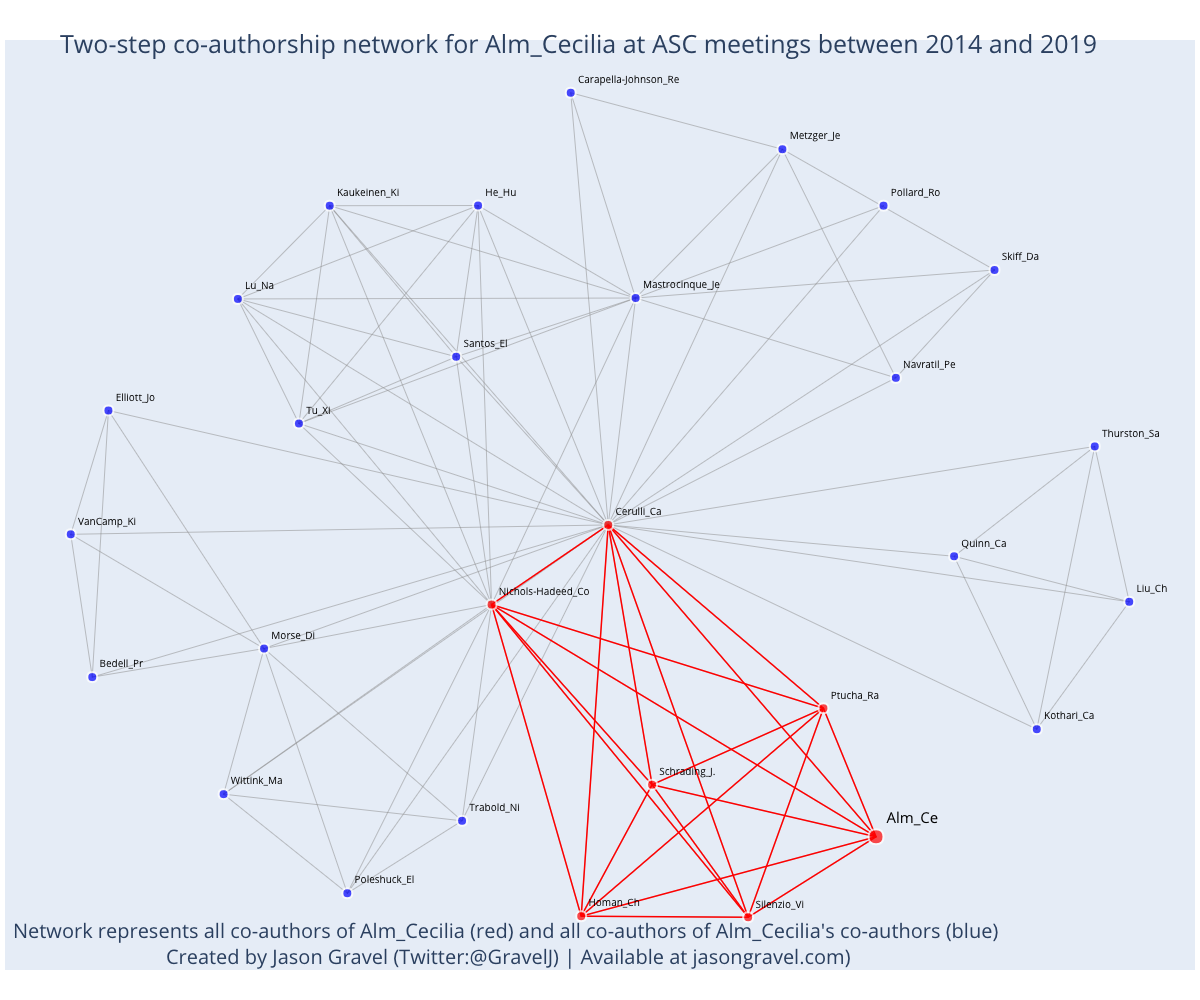 Two-step co-authorship network for Alm_Cecilia at ASC meetings between 2014 and 2019
Carapella-Johnson_Re
Metzger_Je
Kaukeinen_Ki
He_Hu
Pollard_Ro
Skiff_Da
Lu_Na
Mastrocinque_Je
Santos_El
Navratil_Pe
Elliott_Jo
Tu_Xi
Thurston_Sa
Cerulli_Ca
VanCamp_Ki
Quinn_Ca
Nichols-Hadeed_Co
Liu_Ch
Morse_Di
Bedell_Pr
Ptucha_Ra
Kothari_Ca
Schrading_J.
Wittink_Ma
Trabold_Ni
Alm_Ce
Poleshuck_El
Homan_Ch
Silenzio_Vi
Network represents all co-authors of Alm_Cecilia (red) and all co-authors of Alm_Cecilia's co-authors (blue)
Created by Jason Gravel (Twitter:@GravelJ) | Available at jasongravel.com)